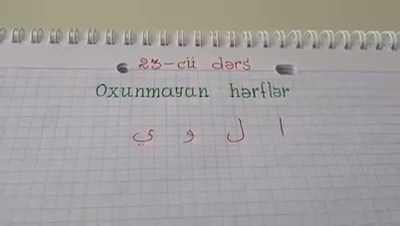 23-cü dərs
Oxunmayan hərflər
ا ل و ي